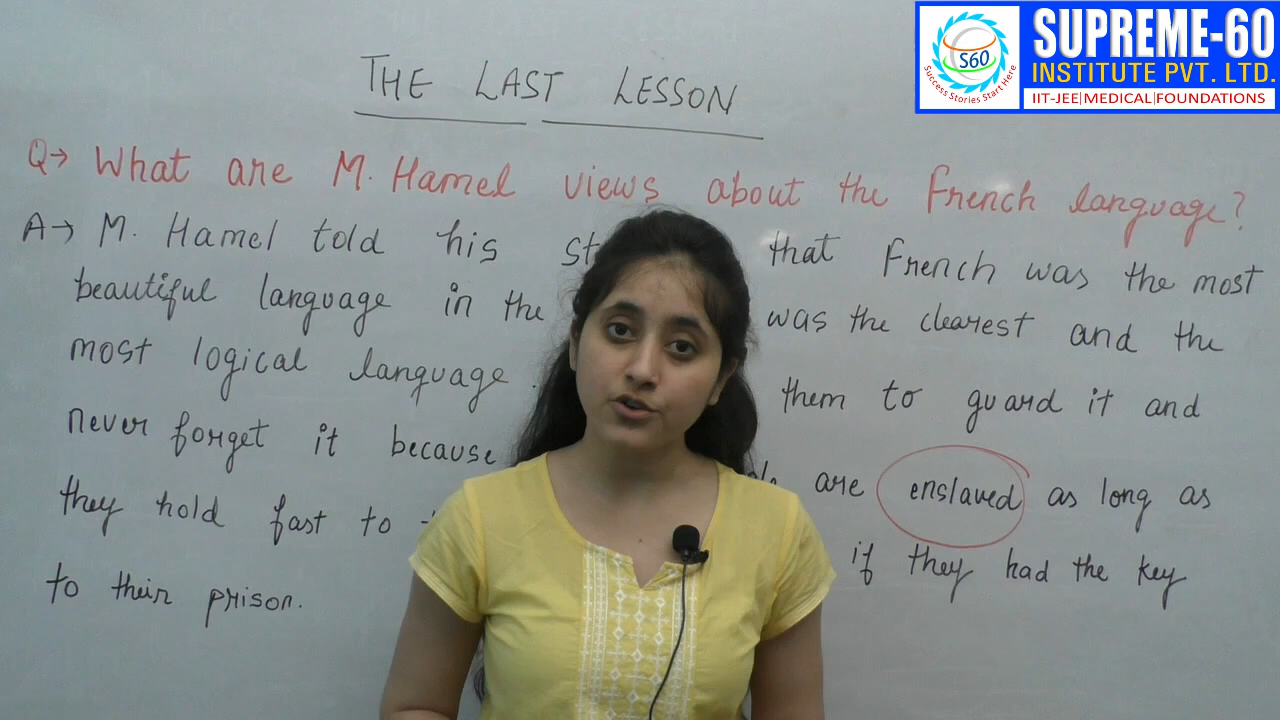 SUPREME-60
INSTITUTE PVT. LTD.
IIT-JEE|MEDICAL|FOUNDATIONS
S60
Success Stories Start Here
THE LAST LESSON
Q→ What are M. Hamel views about the French language?
A→ M. Hamel told his that French was the most
beautiful language in the was the clearest and the
most logical language. them to guard it and
never forget it because are enslaved as long as
they hold fast to if they had the key
to their prison.